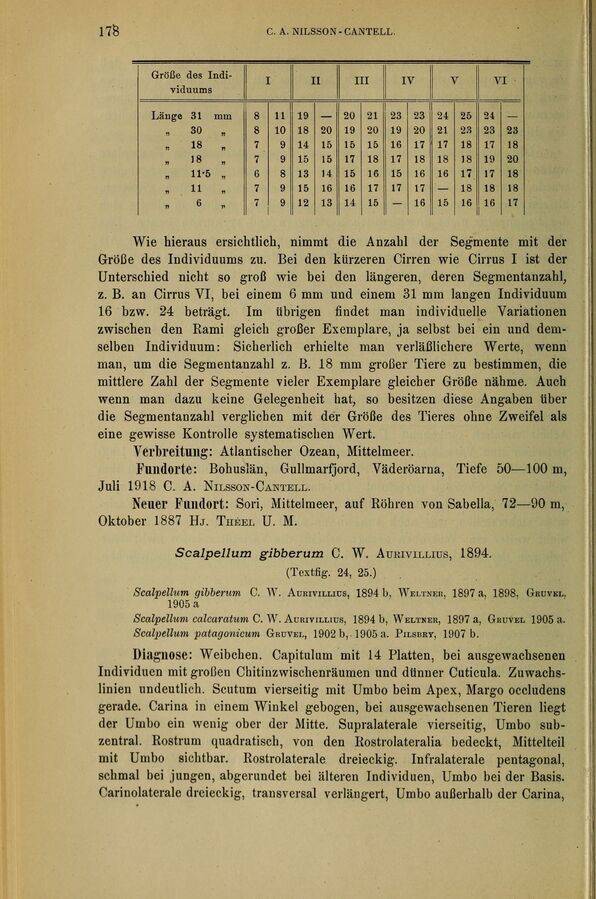 178 C. A. NILSSON-CANTELL.
Größe des Indi- I II III IV V VI
viduums
Länge 31 mm 8 11 19 — 20 21 23 23 24 25 24 —
„ 30 „ 8 10 18 20 19 20 19 20 21 23 23 23
„ 18 „ 7 9 14 15 15 15 16 17 17 18 17 18
„ 18 „ 7 9 15 15 17 18 17 18 18 18 19 20
„ 11·5 „ 6 8 13 14 15 16 15 16 16 17 17 18
„ 11 „ 7 9 15 16 16 17 17 17 — 18 18 18
„ 6 „ 7 9 12 13 14 15 — 16 15 16 16 17
Wie hieraus ersichtlich, nimmt die Anzahl der Segmente mit der
Größe des Individuums zu. Bei den kürzeren Cirren wie Cirrus I ist der
Unterschied nicht so groß wie bei den längeren, deren Segmentanzahl,
z. B. an Cirrus VI, bei einem 6 mm und einem 31 mm langen Individuum
16 bzw. 24 beträgt. Im übrigen findet man individuelle Variationen
zwischen den Rami gleich großer Exemplare, ja selbst bei ein und dem-
selben Individuum: Sicherlich erhielte man verläßlichere Werte, wenn
man, um die Segmentanzahl z. B. 18 mm großer Tiere zu bestimmen, die
mittlere Zahl der Segmente vieler Exemplare gleicher Größe nähme. Auch
wenn man dazu keine Gelegenheit hat, so besitzen diese Angaben über
die Segmentanzahl verglichen mit der Größe des Tieres ohne Zweifel als
eine gewisse Kontrolle systematischen Wert.
Verbreitung: Atlantischer Ozean, Mittelmeer.
Fundorte: Bohuslän, Gullmarfjord, Väderöarna, Tiefe 50—100 m,
Juli 1918 C. A. NILSSON-CANTELL.
Neuer Fundort: Sori, Mittelmeer, auf Röhren von Sabella, 72—90 m,
Oktober 1887 HJ. THÉEL U. M.
Scalpellum gibberum C. W. AURIVILLIUS, 1894.
(Textfig. 24, 25.)
Scalpellum gibberum C. W. AURIVILLIUS, 1894 b, WELTNER, 1897 a, 1898, GRUVEL,
1905 a
Scalpellum calcaratum C. W. AURIVILLIUS, 1894 b, WELTNER, 1897 a, GRUVEL 1905 a.
Scalpellum patagonicum GRUVEL, 1902 b, 1905 a. PILSBRY, 1907 b.
Diagnose: Weibchen. Capitulum mit 14 Platten, bei ausgewachsenen
Individuen mit großen Chitinzwischenräumen und dünner Cuticula. Zuwachs-
linien undeutlich. Scutum vierseitig mit Umbo beim Apex, Margo occludens
gerade. Carina in einem Winkel gebogen, bei ausgewachsenen Tieren liegt
der Umbo ein wenig ober der Mitte. Supralaterale vierseitig, Umbo sub-
zentral. Rostrum quadratisch, von den Rostrolateralia bedeckt, Mittelteil
mit Umbo sichtbar. Rostrolaterale dreieckig. Infralaterale pentagonal,
schmal bei jungen, abgerundet bei älteren Individuen, Umbo bei der Basis.
Carinolaterale dreieckig, transversal verlängert, Umbo außerhalb der Carina,